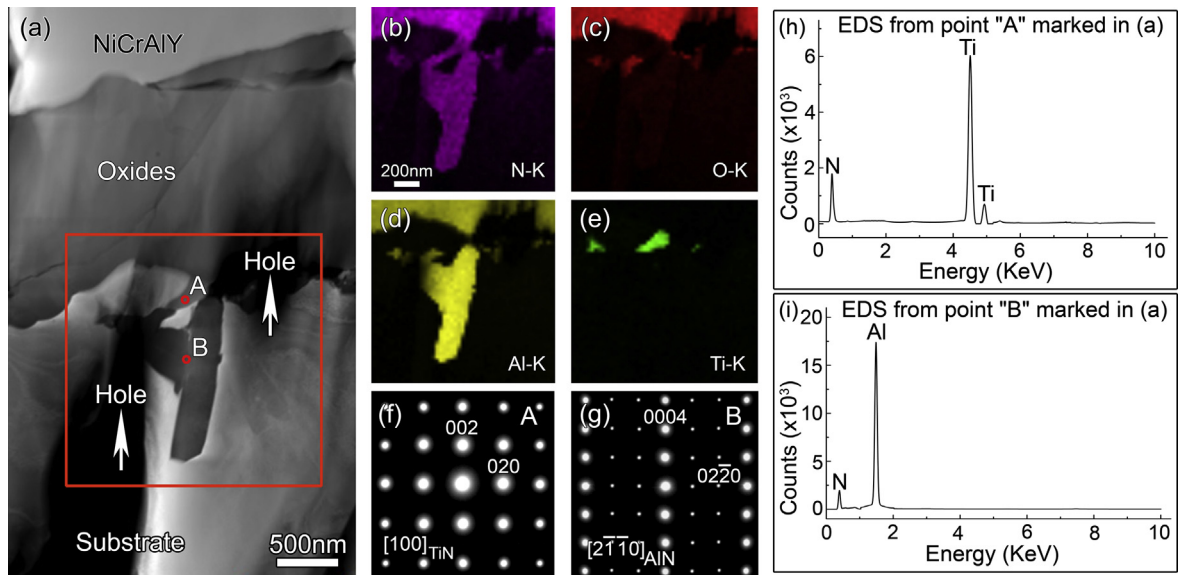 (a)
NiCrAlY
Oxides
Hole
A
B
Hole
Substrate
500nm
(b)
200nm
N-K
(c)
O-K
(d)
Al-K
(e)
Ti-K
(f)
A
002
020
[100]TiN
(g)
B
0004
022̅0
[21̅1̅0]AlN
(h) EDS from point "A" marked in (a)
Counts (x10³)
6
4
2
0
N
Ti
Ti
0 2 4 6 8 10
Energy (KeV)
(i) EDS from point "B" marked in (a)
Counts (x10³)
20
15
10
5
0
N
Al
0 2 4 6 8 10
Energy (KeV)